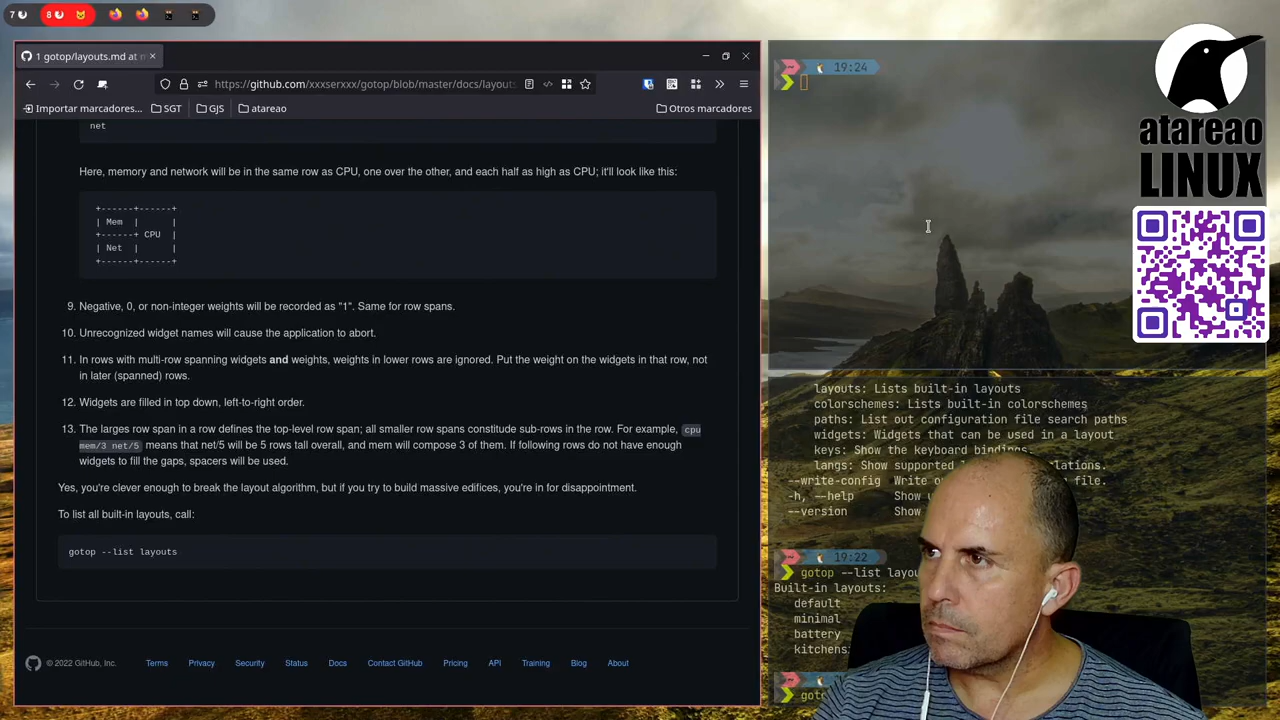 7
8
1 gotop/layouts.md at m
https://github.com/xxxserxxx/gotop/blob/master/docs/layouts
Importar marcadores...
SGT
GJS
atareao
Otros marcadores
net
Here, memory and network will be in the same row as CPU, one over the other, and each half as high as CPU; it'll look like this:
+------+------+
| Mem | |
+------+ CPU |
| Net | |
+------+------+
9. Negative, 0, or non-integer weights will be recorded as "1". Same for row spans.
10. Unrecognized widget names will cause the application to abort.
11. In rows with multi-row spanning widgets and weights, weights in lower rows are ignored. Put the weight on the widgets in that row, not
in later (spanned) rows.
12. Widgets are filled in top down, left-to-right order.
13. The larges row span in a row defines the top-level row span; all smaller row spans constitute sub-rows in the row. For example, cpu
mem/3 net/5 means that net/5 will be 5 rows tall overall, and mem will compose 3 of them. If following rows do not have enough
widgets to fill the gaps, spacers will be used.
Yes, you're clever enough to break the layout algorithm, but if you try to build massive edifices, you're in for disappointment.
To list all built-in layouts, call:
gotop --list layouts
© 2022 GitHub, Inc.
Terms
Privacy
Security
Status
Docs
Contact GitHub
Pricing
API
Training
Blog
About
~ 19:24
layouts: Lists built-in layouts
colorschemes: Lists built-in colorschemes
paths: List out configuration file search paths
widgets: Widgets that can be used in a layout
keys: Show the keyboard bindings.
langs: Show supported
--write-config Write
file.
-h, --help Show
--version Show
~ 19:22
gotop --list
Built-in layouts:
default
minimal
battery
~ 19:22
atareao
LINUX